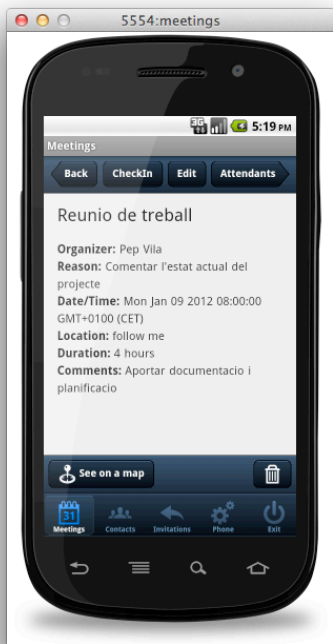 5554:meetings
3G 5:19 PM
Meetings
Back CheckIn Edit Attendants
Reunio de treball
Organizer: Pep Vila
Reason: Comentar l'estat actual del
projecte
Date/Time: Mon Jan 09 2012 08:00:00
GMT+0100 (CET)
Location: follow me
Duration: 4 hours
Comments: Aportar documentacio i
planificacio
See on a map
31
Meetings Contacts Invitations Phone Exit